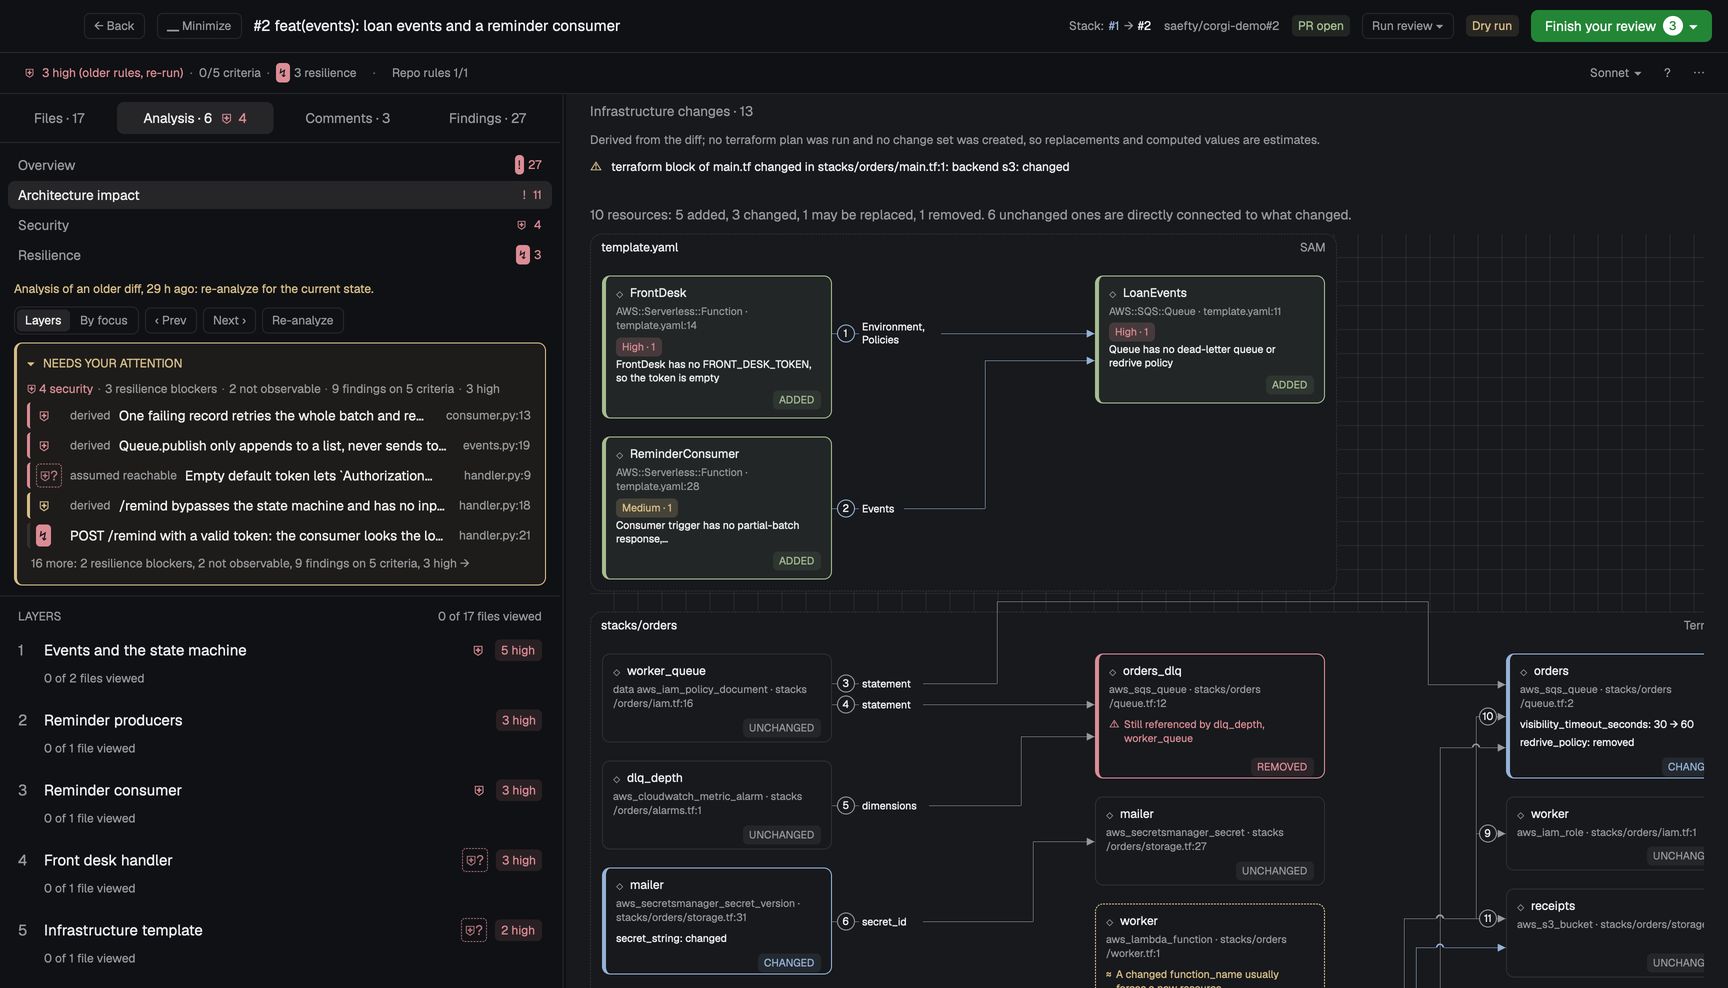 ← Back
Minimize
#2 feat(events): loan events and a reminder consumer
Stack: #1 → #2
saefty/corgi-demo#2
PR open
Run review
Dry run
Finish your review 3
3 high (older rules, re-run) · 0/5 criteria · 3 resilience · Repo rules 1/1
Sonnet
?
···
Files · 17
Analysis · 6
4
Comments · 3
Findings · 27
Overview
! 27
Architecture impact
! 11
Security
4
Resilience
3
Analysis of an older diff, 29 h ago: re-analyze for the current state.
Layers
By focus
‹ Prev
Next ›
Re-analyze
NEEDS YOUR ATTENTION
4 security · 3 resilience blockers · 2 not observable · 9 findings on 5 criteria · 3 high
derived One failing record retries the whole batch and re… consumer.py:13
derived Queue.publish only appends to a list, never sends to… events.py:19
? assumed reachable Empty default token lets `Authorization… handler.py:9
derived /remind bypasses the state machine and has no inp… handler.py:18
POST /remind with a valid token: the consumer looks the lo… handler.py:21
16 more: 2 resilience blockers, 2 not observable, 9 findings on 5 criteria, 3 high →
LAYERS
0 of 17 files viewed
1 Events and the state machine
5 high
0 of 2 files viewed
2 Reminder producers
3 high
0 of 1 file viewed
3 Reminder consumer
3 high
0 of 1 file viewed
4 Front desk handler
? 3 high
0 of 1 file viewed
5 Infrastructure template
? 2 high
0 of 1 file viewed
Infrastructure changes · 13
Derived from the diff; no terraform plan was run and no change set was created, so replacements and computed values are estimates.
⚠ terraform block of main.tf changed in stacks/orders/main.tf:1: backend s3: changed
10 resources: 5 added, 3 changed, 1 may be replaced, 1 removed. 6 unchanged ones are directly connected to what changed.
template.yaml
SAM
◇ FrontDesk
AWS::Serverless::Function ·
template.yaml:14
High · 1
FrontDesk has no FRONT_DESK_TOKEN,
so the token is empty
ADDED
1 Environment,
Policies
◇ LoanEvents
AWS::SQS::Queue · template.yaml:11
High · 1
Queue has no dead-letter queue or
redrive policy
ADDED
◇ ReminderConsumer
AWS::Serverless::Function ·
template.yaml:28
Medium · 1
Consumer trigger has no partial-batch
response,…
ADDED
2 Events
stacks/orders
Terr
◇ worker_queue
data aws_iam_policy_document · stacks
/orders/iam.tf:16
UNCHANGED
3 statement
4 statement
◇ orders_dlq
aws_sqs_queue · stacks/orders
/queue.tf:12
⚠ Still referenced by dlq_depth,
worker_queue
REMOVED
◇ orders
aws_sqs_queue · stacks/orders
/queue.tf:2
visibility_timeout_seconds: 30 → 60
redrive_policy: removed
CHANG
10
◇ dlq_depth
aws_cloudwatch_metric_alarm · stacks
/orders/alarms.tf:1
UNCHANGED
5 dimensions
◇ mailer
aws_secretsmanager_secret · stacks
/orders/storage.tf:27
UNCHANGED
9
◇ worker
aws_iam_role · stacks/orders/iam.tf:1
UNCHANG
◇ mailer
aws_secretsmanager_secret_version ·
stacks/orders/storage.tf:31
secret_string: changed
CHANGED
6 secret_id
◇ worker
aws_lambda_function · stacks/orders
/worker.tf:1
≈ A changed function_name usually
11
◇ receipts
aws_s3_bucket · stacks/orders/storage
UNCHANG